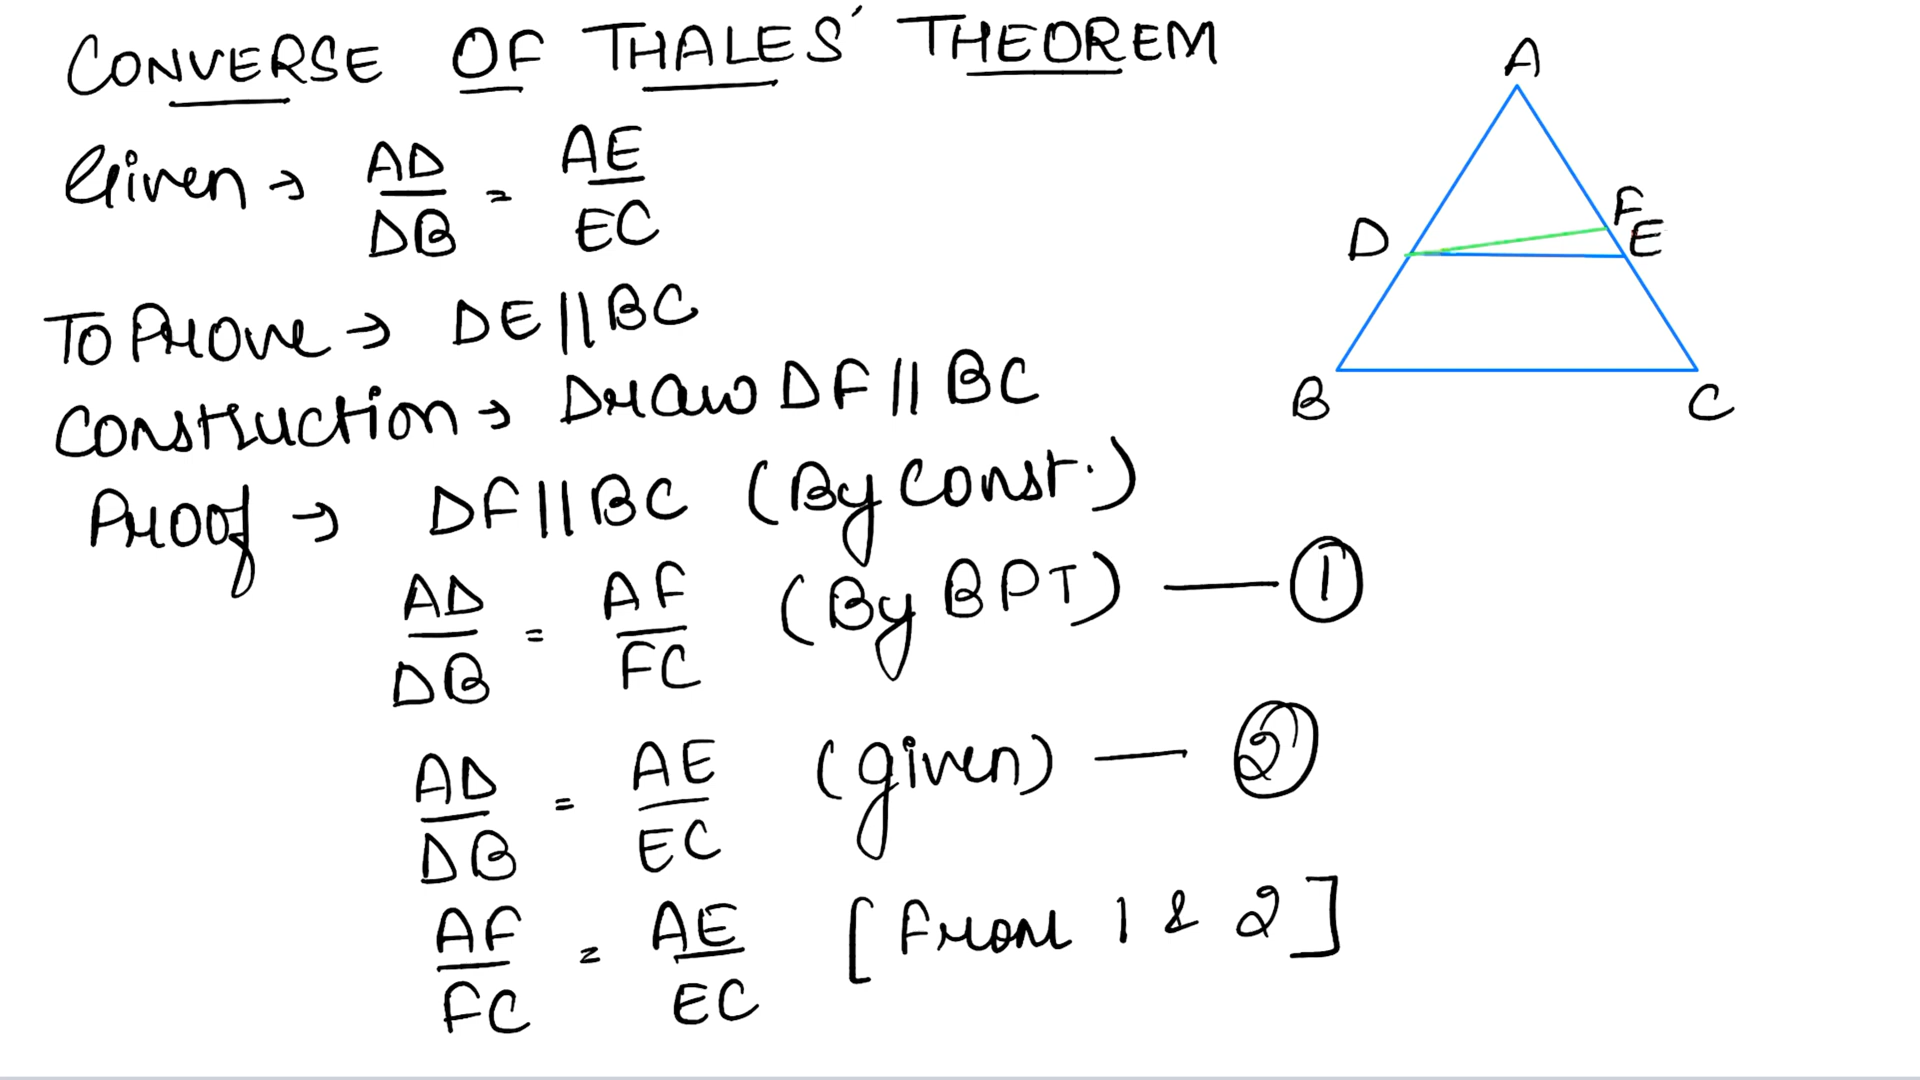 CONVERSE OF THALES' THEOREM
Given → AD/DB = AE/EC
To Prove → DE || BC
Construction → Draw DF || BC
Proof → DF || BC (By Const.)
AD/DB = AF/FC (By BPT) — ①
AD/DB = AE/EC (given) — ②
AF/FC = AE/EC [From 1 & 2]
A
F
D E
B C